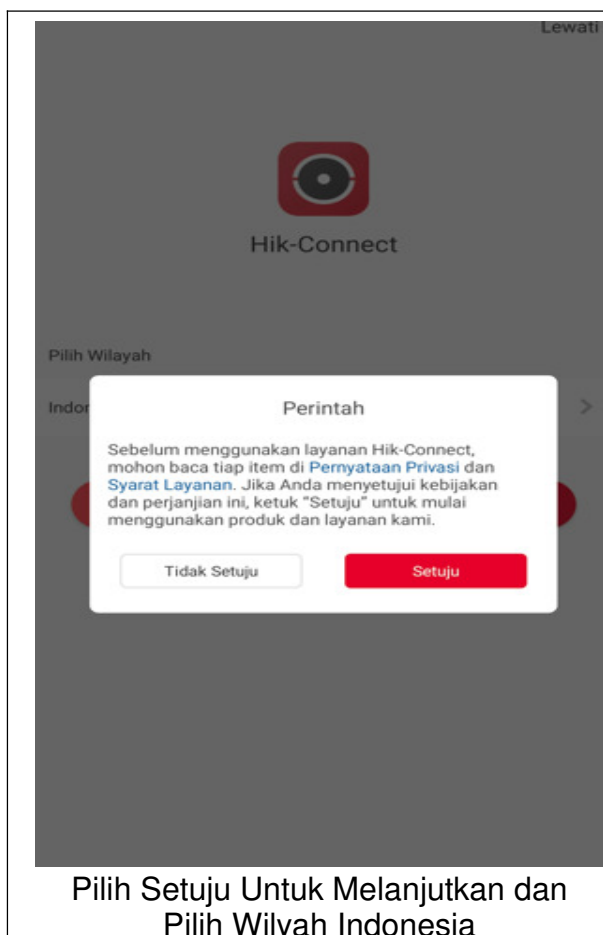 Lewati
Hik-Connect
Pilih Wilayah
Indor
Perintah
Sebelum menggunakan layanan Hik-Connect,
mohon baca tiap item di Pernyataan Privasi dan
Syarat Layanan. Jika Anda menyetujui kebijakan
dan perjanjian ini, ketuk “Setuju” untuk mulai
menggunakan produk dan layanan kami.
Tidak Setuju
Setuju
Pilih Setuju Untuk Melanjutkan dan
Pilih Wilyah Indonesia